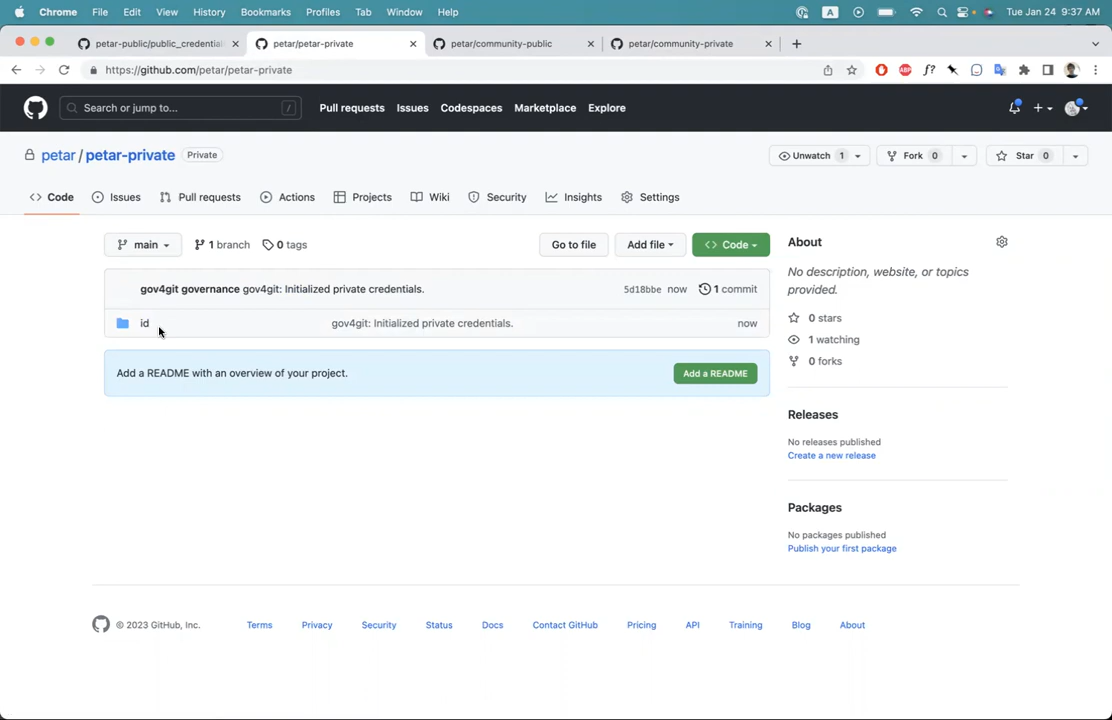 Chrome File Edit View History Bookmarks Profiles Tab Window Help A Tue Jan 24 9:37 AM
petar-public/public_credential petar/petar-private petar/community-public petar/community-private
https://github.com/petar/petar-private ABP f?
Search or jump to... / Pull requests Issues Codespaces Marketplace Explore
petar / petar-private Private Unwatch 1 Fork 0 Star 0
Code Issues Pull requests Actions Projects Wiki Security Insights Settings
main 1 branch 0 tags Go to file Add file Code About
No description, website, or topics
provided.
gov4git governance gov4git: Initialized private credentials. 5d18bbe now 1 commit
0 stars
id gov4git: Initialized private credentials. now
1 watching
0 forks
Add a README with an overview of your project. Add a README
Releases
No releases published
Create a new release
Packages
No packages published
Publish your first package
© 2023 GitHub, Inc. Terms Privacy Security Status Docs Contact GitHub Pricing API Training Blog About